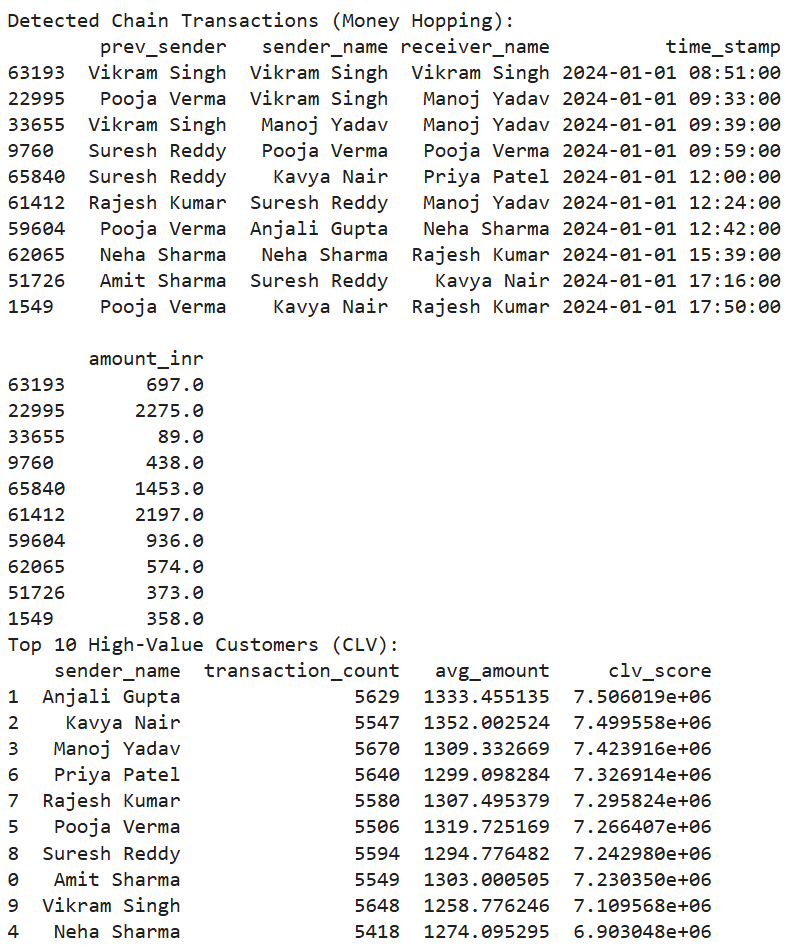 Detected Chain Transactions (Money Hopping):
prev_sender sender_name receiver_name time_stamp
63193 Vikram Singh Vikram Singh Vikram Singh 2024-01-01 08:51:00
22995 Pooja Verma Vikram Singh Manoj Yadav 2024-01-01 09:33:00
33655 Vikram Singh Manoj Yadav Manoj Yadav 2024-01-01 09:39:00
9760 Suresh Reddy Pooja Verma Pooja Verma 2024-01-01 09:59:00
65840 Suresh Reddy Kavya Nair Priya Patel 2024-01-01 12:00:00
61412 Rajesh Kumar Suresh Reddy Manoj Yadav 2024-01-01 12:24:00
59604 Pooja Verma Anjali Gupta Neha Sharma 2024-01-01 12:42:00
62065 Neha Sharma Neha Sharma Rajesh Kumar 2024-01-01 15:39:00
51726 Amit Sharma Suresh Reddy Kavya Nair 2024-01-01 17:16:00
1549 Pooja Verma Kavya Nair Rajesh Kumar 2024-01-01 17:50:00
amount_inr
63193 697.0
22995 2275.0
33655 89.0
9760 438.0
65840 1453.0
61412 2197.0
59604 936.0
62065 574.0
51726 373.0
1549 358.0
Top 10 High-Value Customers (CLV):
sender_name transaction_count avg_amount clv_score
1 Anjali Gupta 5629 1333.455135 7.506019e+06
2 Kavya Nair 5547 1352.002524 7.499558e+06
3 Manoj Yadav 5670 1309.332669 7.423916e+06
6 Priya Patel 5640 1299.098284 7.326914e+06
7 Rajesh Kumar 5580 1307.495379 7.295824e+06
5 Pooja Verma 5506 1319.725169 7.266407e+06
8 Suresh Reddy 5594 1294.776482 7.242980e+06
0 Amit Sharma 5549 1303.000505 7.230350e+06
9 Vikram Singh 5648 1258.776246 7.109568e+06
4 Neha Sharma 5418 1274.095295 6.903048e+06